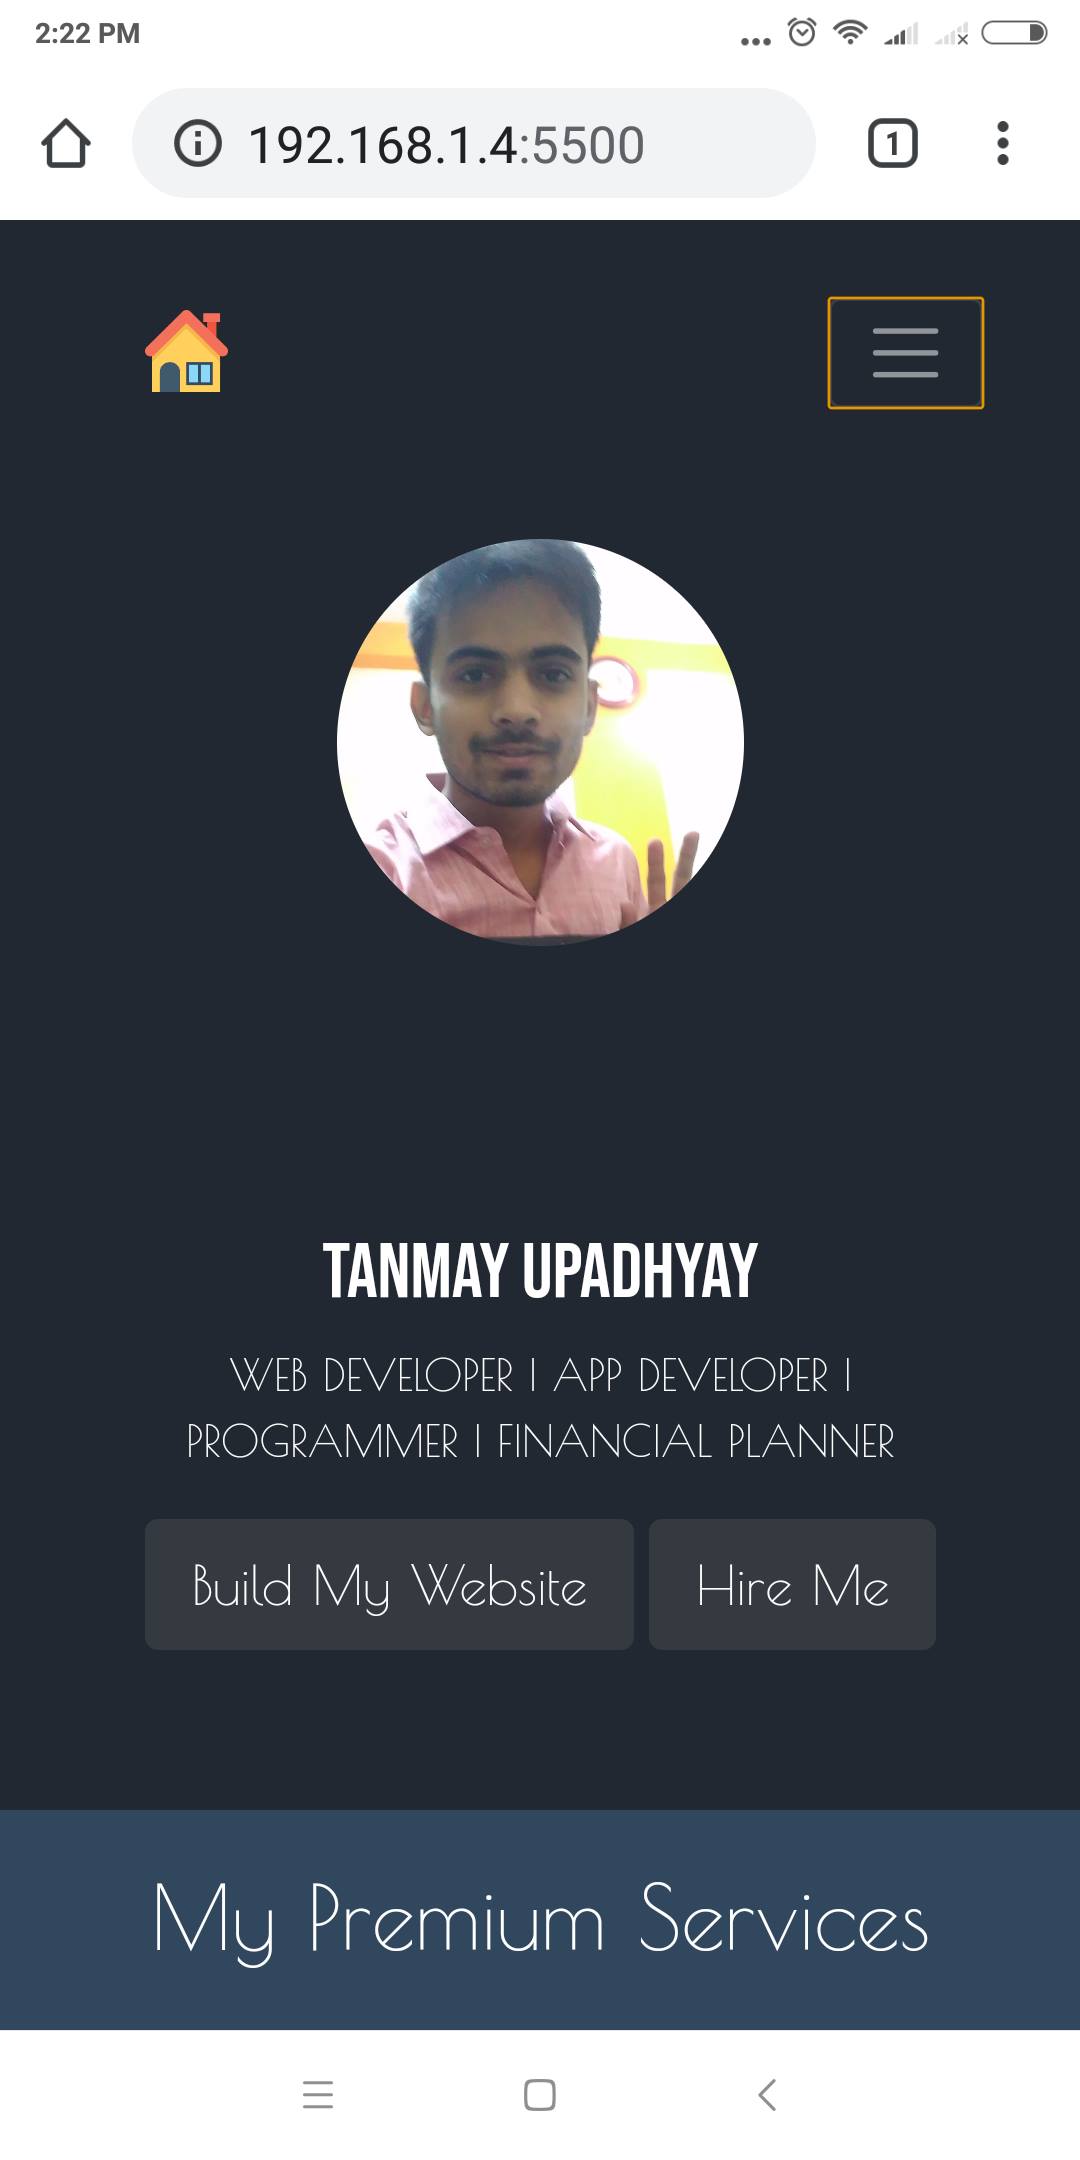 2:22 PM
192.168.1.4:5500
1
TANMAY UPADHYAY
WEB DEVELOPER | APP DEVELOPER |
PROGRAMMER | FINANCIAL PLANNER
Build My Website
Hire Me
My Premium Services